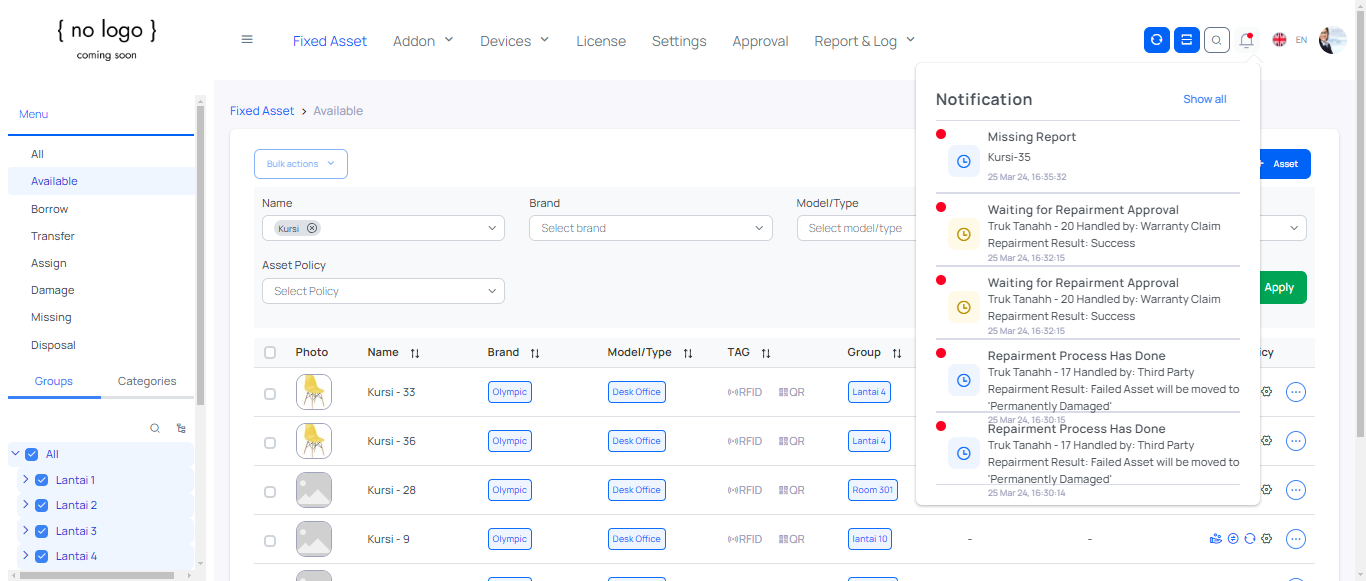 { no logo }
coming soon
Fixed Asset
Addon
Devices
License
Settings
Approval
Report & Log
EN
Menu
All
Available
Borrow
Transfer
Assign
Damage
Missing
Disposal
Groups
Categories
All
Lantai 1
Lantai 2
Lantai 3
Lantai 4
Fixed Asset > Available
Bulk actions
Asset
Name
Kursi
Brand
Select brand
Model/Type
Select model/type
Asset Policy
Select Policy
Apply
Photo Name Brand Model/Type TAG Group
Kursi - 33 Olympic Desk Office RFID QR Lantai 4
Kursi - 36 Olympic Desk Office RFID QR Lantai 4
Kursi - 28 Olympic Desk Office RFID QR Room 301
Kursi - 9 Olympic Desk Office RFID QR lantai 10 - -
Notification
Show all
Missing Report
Kursi-35
25 Mar 24, 16:35:32
Waiting for Repairment Approval
Truk Tanahh - 20 Handled by: Warranty Claim
Repairment Result: Success
25 Mar 24, 16:32:15
Waiting for Repairment Approval
Truk Tanahh - 20 Handled by: Warranty Claim
Repairment Result: Success
25 Mar 24, 16:32:15
Repairment Process Has Done
Truk Tanahh - 17 Handled by: Third Party
Repairment Result: Failed Asset will be moved to
'Permanently Damaged'
25 Mar 24, 16:30:15
Repairment Process Has Done
Truk Tanahh - 17 Handled by: Third Party
Repairment Result: Failed Asset will be moved to
'Permanently Damaged'
25 Mar 24, 16:30:14